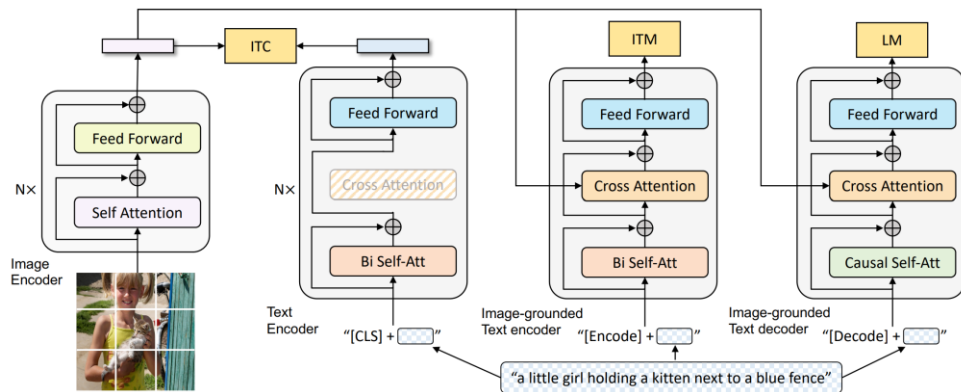 ITC
ITM
LM
Feed Forward
Self Attention
N×
Image
Encoder
Feed Forward
Cross Attention
Bi Self-Att
N×
Text
Encoder
"[CLS] + "
Feed Forward
Cross Attention
Bi Self-Att
Image-grounded
Text encoder
"[Encode] + "
Feed Forward
Cross Attention
Causal Self-Att
Image-grounded
Text decoder
"[Decode] + "
"a little girl holding a kitten next to a blue fence"